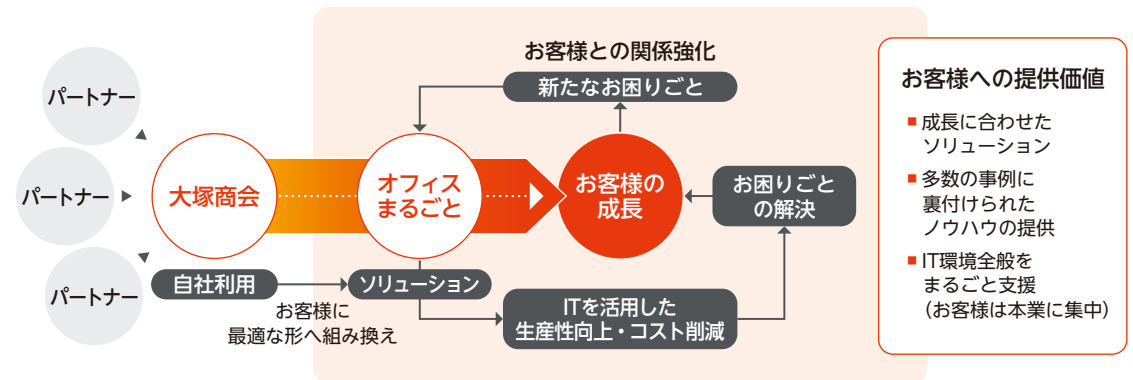 パートナー
パートナー
パートナー
大塚商会
自社利用
お客様に
最適な形へ組み換え
オフィス
まるごと
ソリューション
お客様との関係強化
新たなお困りごと
お客様の
成長
お困りごと
の解決
ITを活用した
生産性向上・コスト削減
お客様への提供価値
■ 成長に合わせた
ソリューション
■ 多数の事例に
裏付けられた
ノウハウの提供
■ IT環境全般を
まるごと支援
(お客様は本業に集中)